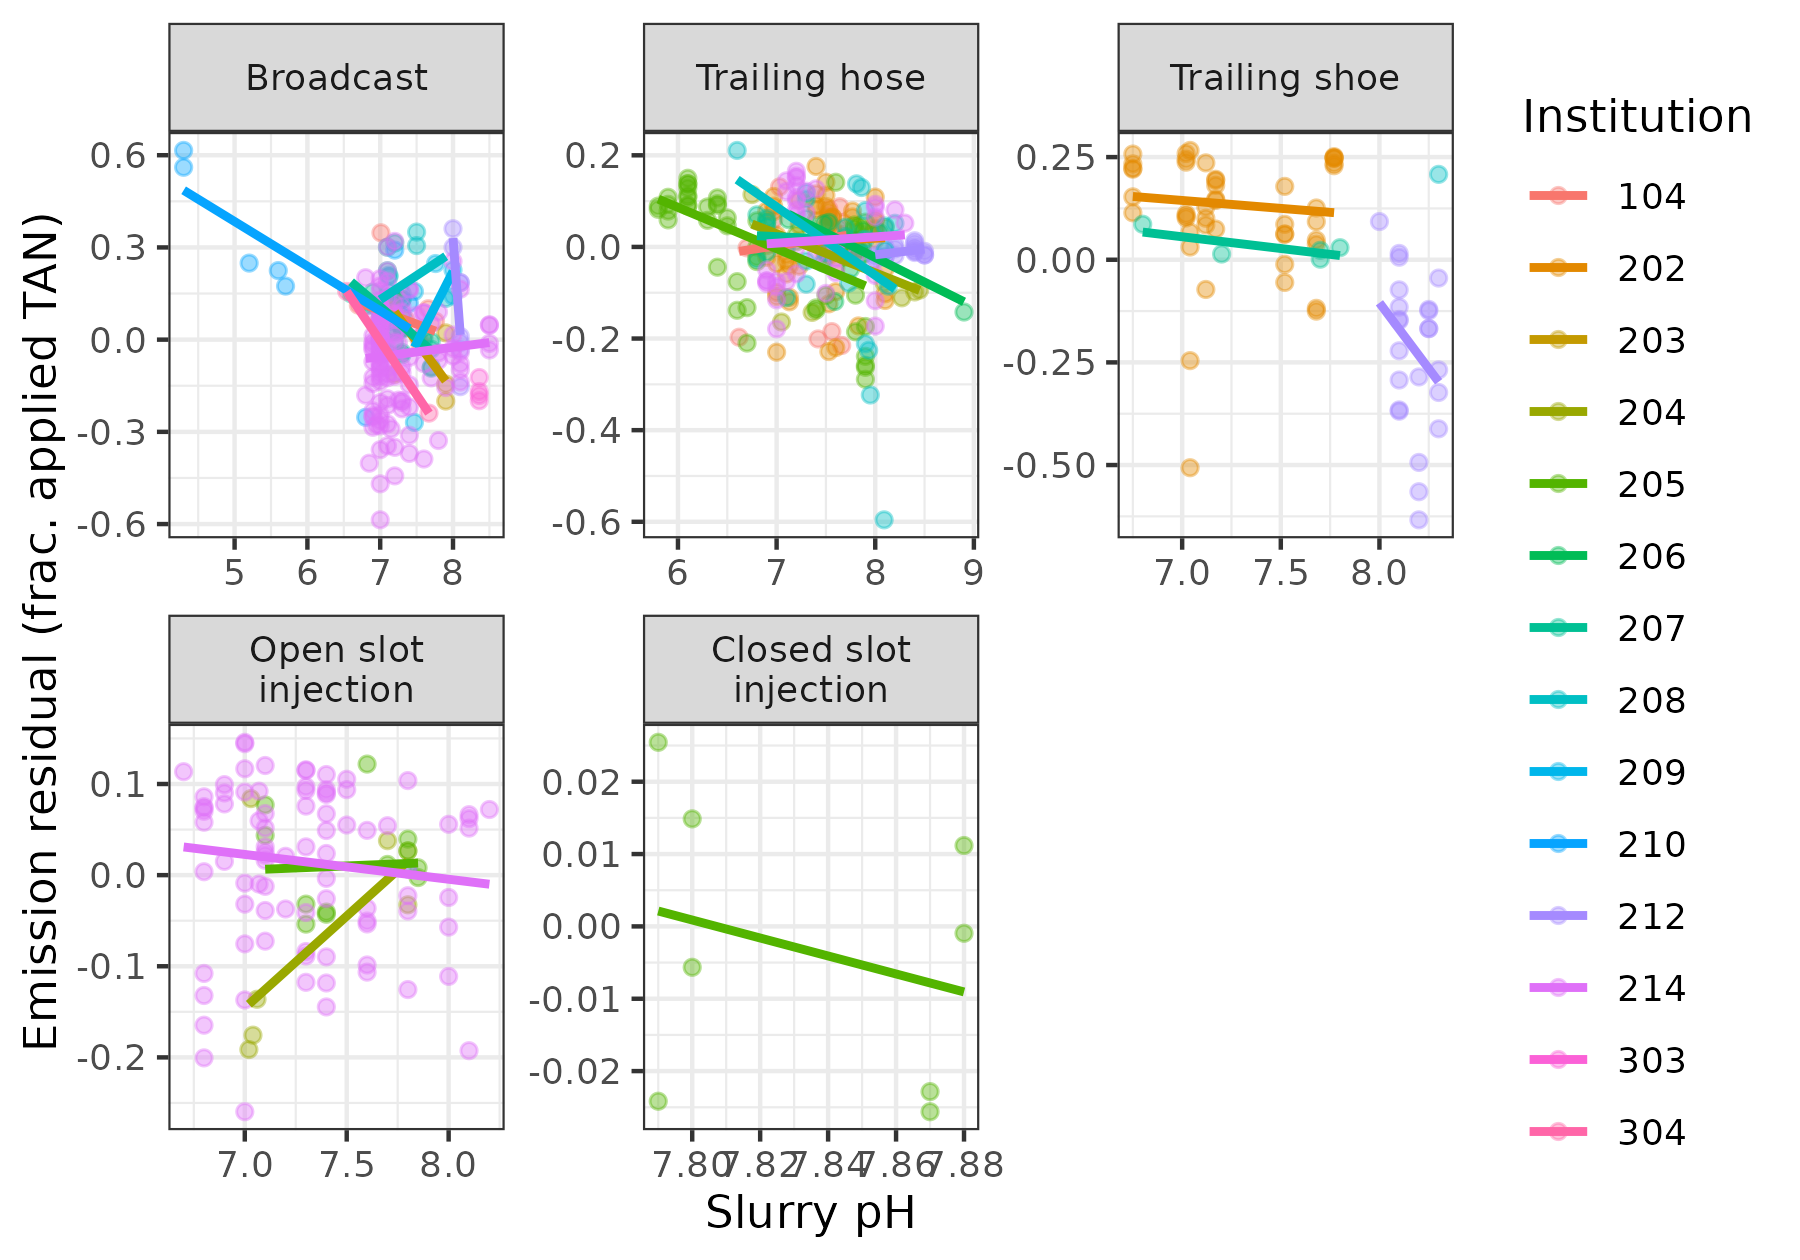 Broadcast
Trailing hose
Trailing shoe
Institution
Emission residual (frac. applied TAN)
0.6
0.3
0.0
-0.3
-0.6
5 6 7 8
0.2
0.0
-0.2
-0.4
-0.6
6 7 8 9
0.25
0.00
-0.25
-0.50
7.0 7.5 8.0
104
202
203
204
205
206
207
208
209
210
212
214
303
304
Open slot
injection
Closed slot
injection
0.1
0.0
-0.1
-0.2
7.0 7.5 8.0
0.02
0.01
0.00
-0.01
-0.02
7.80 7.82 7.84 7.86 7.88
Slurry pH